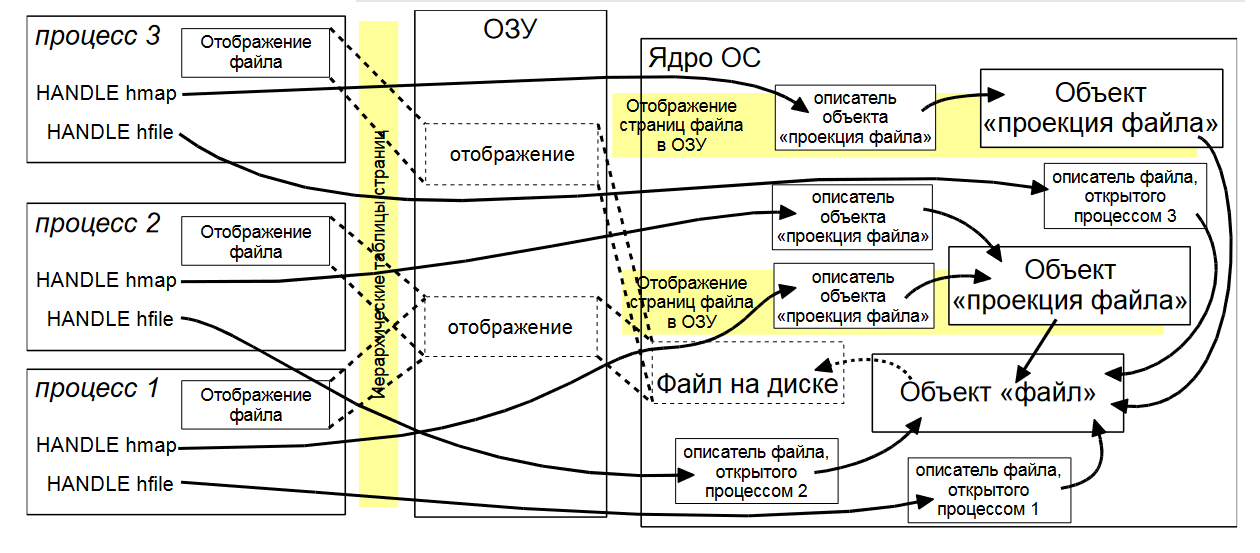 процесс 3
Отображение
файла
HANDLE hmap
HANDLE hfile
процесс 2
Отображение
файла
HANDLE hmap
HANDLE hfile
процесс 1
Отображение
файла
HANDLE hmap
HANDLE hfile
Иерархические таблицы страниц
ОЗУ
отображение
отображение
Ядро ОС
Отображение
страниц файла
в ОЗУ
описатель
объекта
«проекция файла»
Объект
«проекция файла»
описатель файла,
открытого
процессом 3
описатель
объекта
«проекция файла»
Отображение
страниц файла
в ОЗУ
описатель
объекта
«проекция файла»
Объект
«проекция файла»
Файл на диске
Объект «файл»
описатель файла,
открытого
процессом 2
описатель файла,
открытого
процессом 1